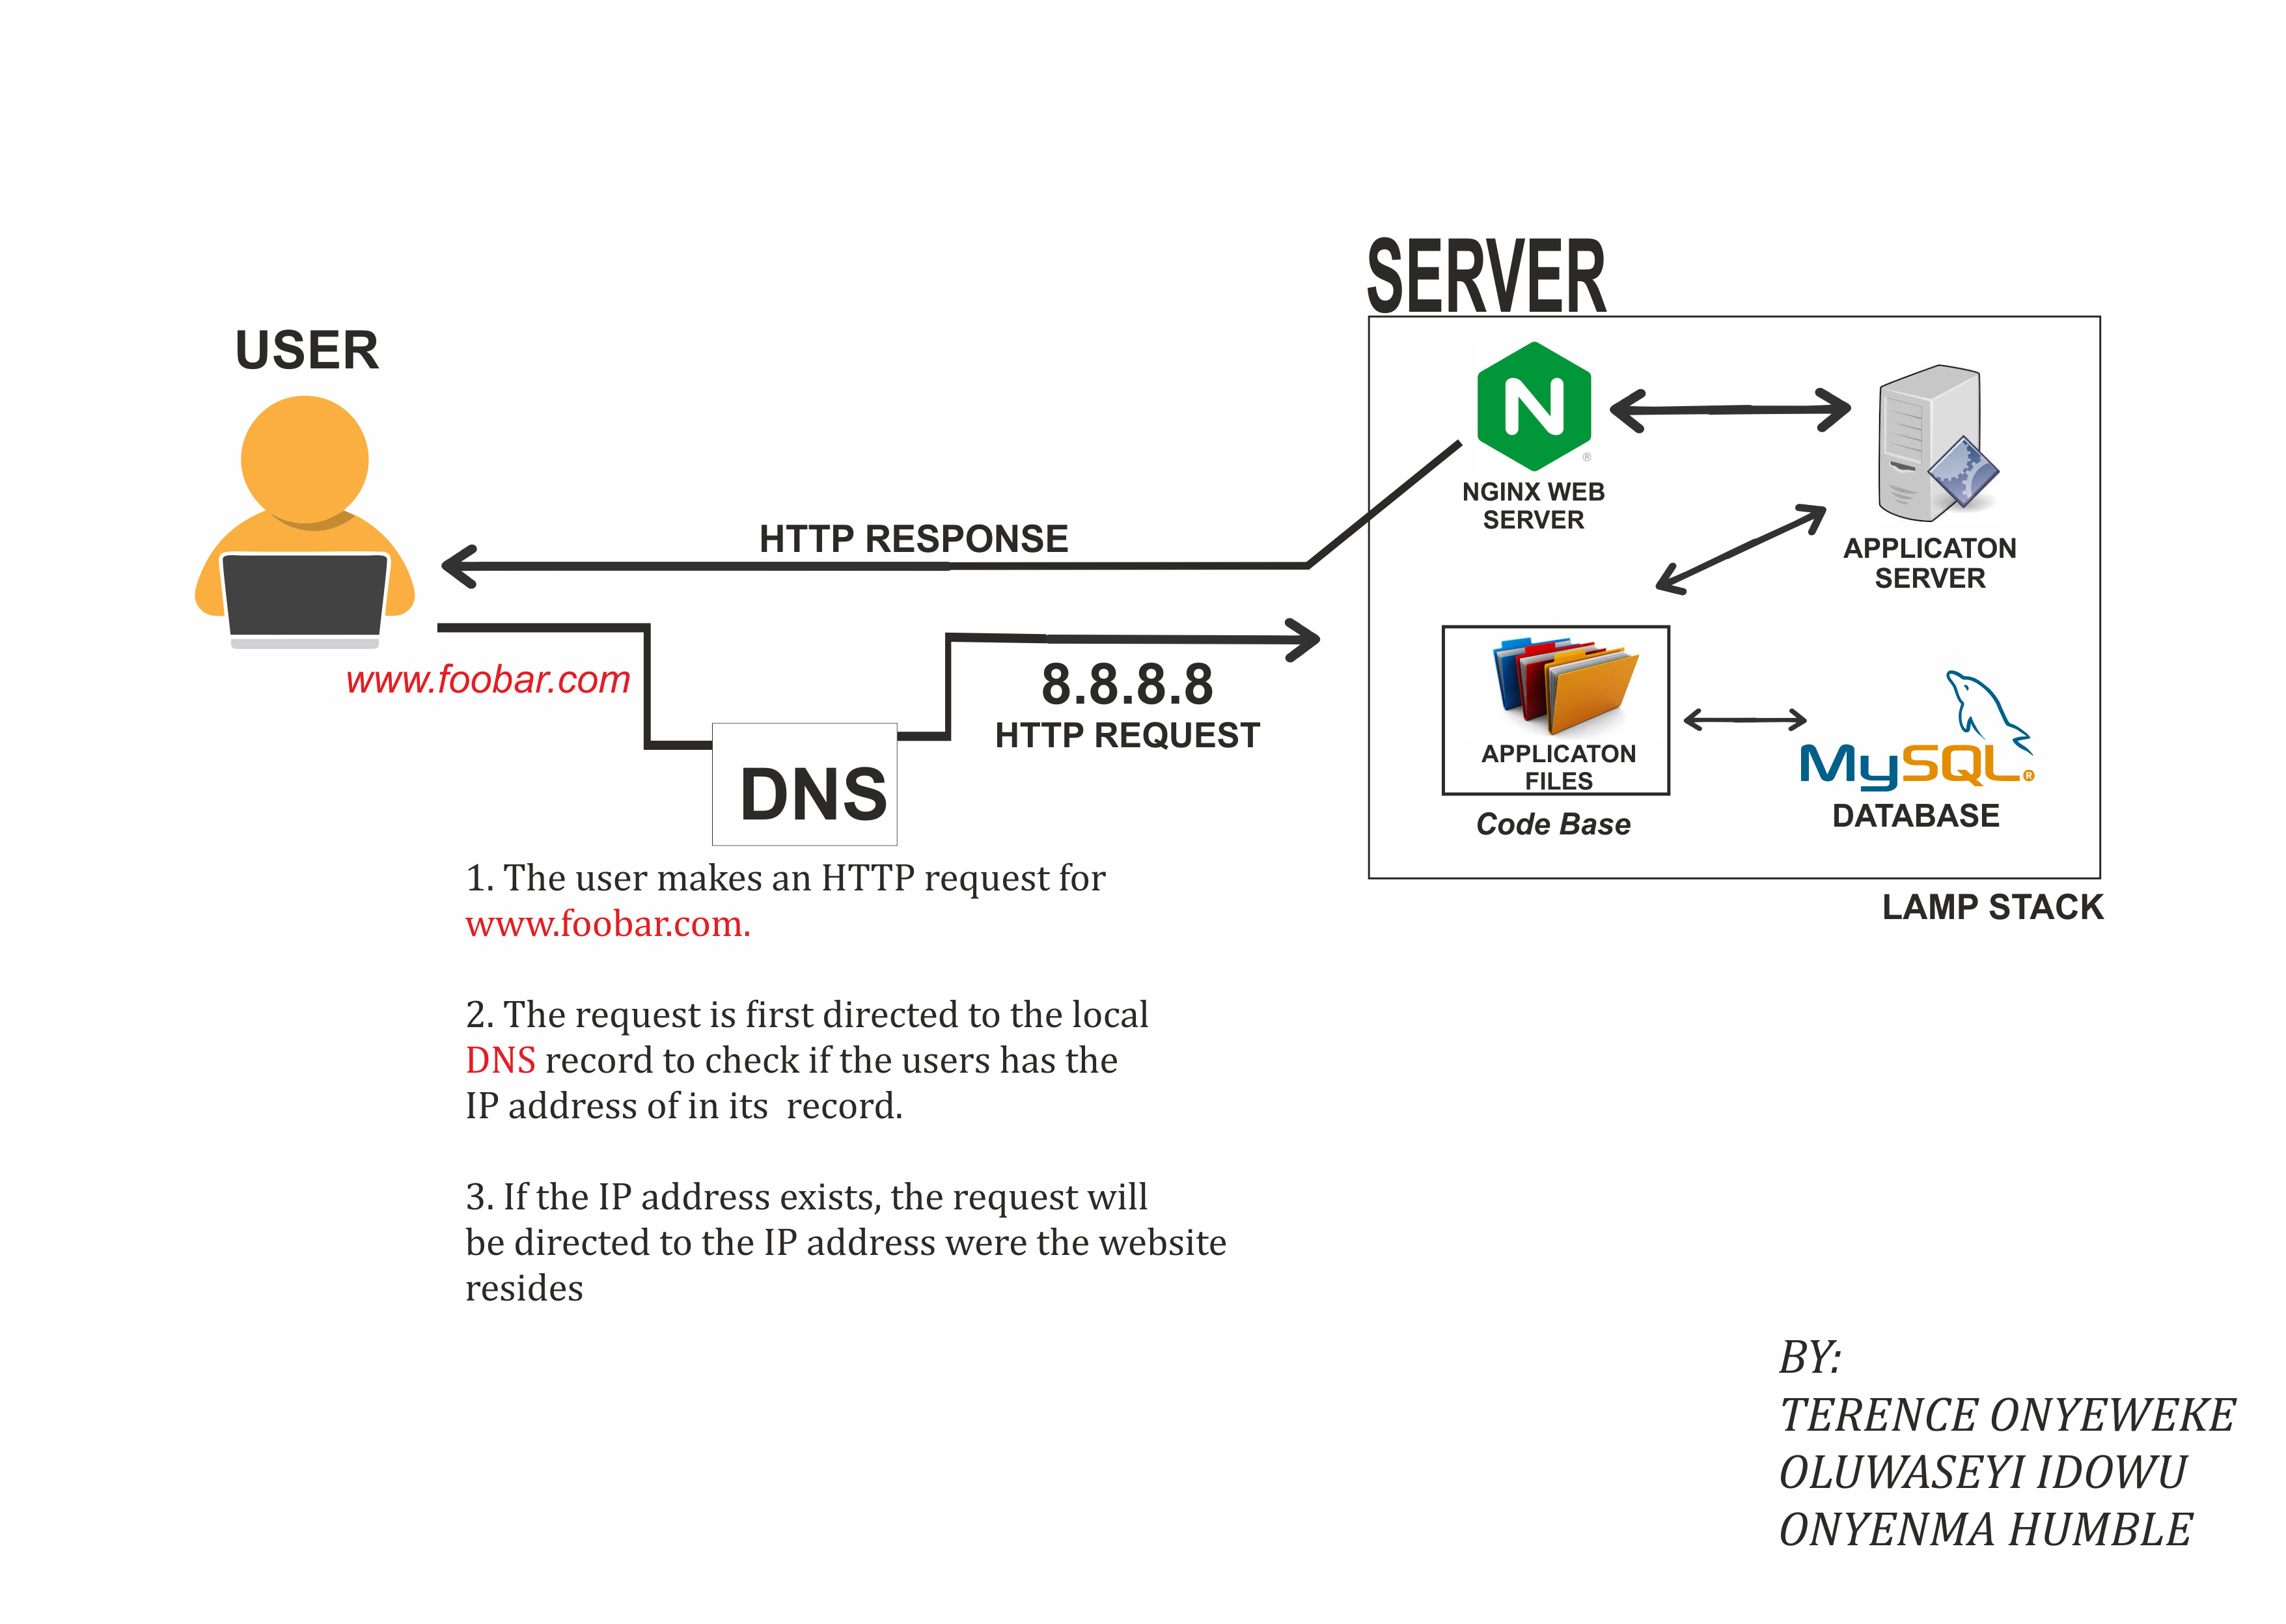 SERVER
USER
NGINX WEB
SERVER
®
APPLICATON
SERVER
HTTP RESPONSE
www.foobar.com
8.8.8.8
HTTP REQUEST
DNS
APPLICATON
FILES
Code Base
MySQL®
DATABASE
LAMP STACK
1. The user makes an HTTP request for
www.foobar.com.
2. The request is first directed to the local
DNS record to check if the users has the
IP address of in its  record.
3. If the IP address exists, the request will
be directed to the IP address were the website
resides
BY:
TERENCE ONYEWEKE
OLUWASEYI IDOWU
ONYENMA HUMBLE